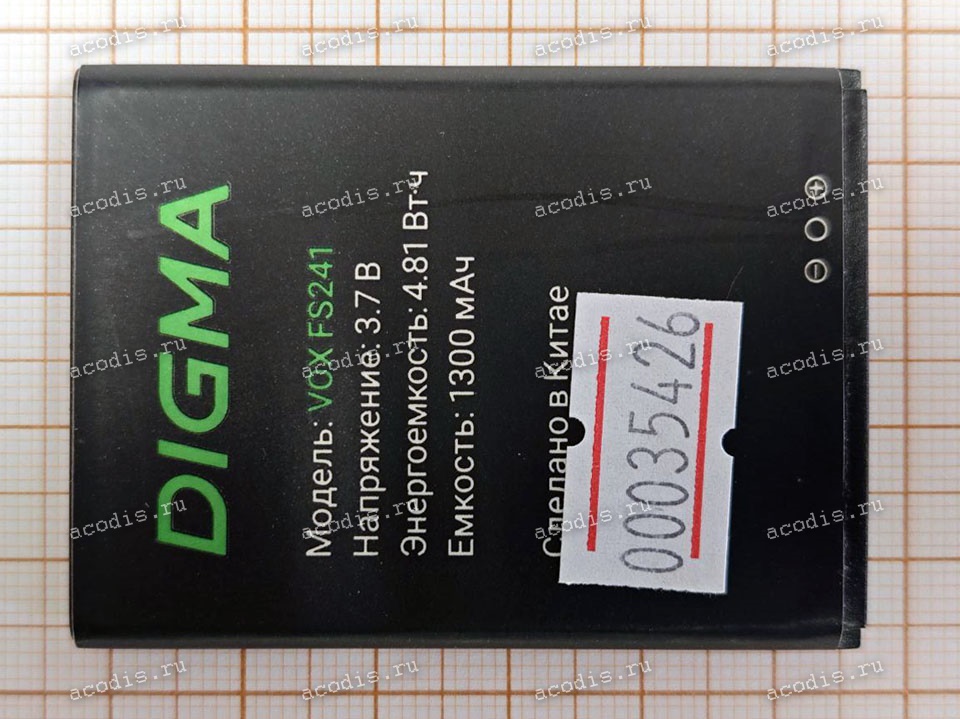 DIGMA
Модель: VOX FS241
Напряжение: 3.7 В
Энергоемкость: 4.81 Вт·ч
Емкость: 1300 мАч
Сделано в Китае
00035426
acodis.ru